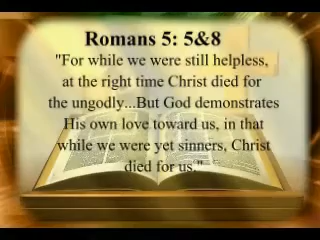 Romans 5: 5&8
"For while we were still helpless,
at the right time Christ died for
the ungodly...But God demonstrates
His own love toward us, in that
while we were yet sinners, Christ
died for us."